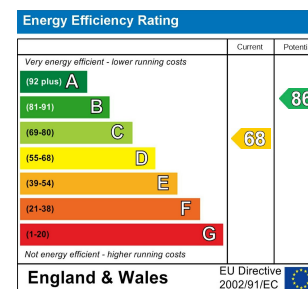 Energy Efficiency Rating
Current
Potenti
Very energy efficient - lower running costs
(92 plus) A
(81-91) B
86
(69-80) C
68
(55-68) D
(39-54) E
(21-38) F
(1-20) G
Not energy efficient - higher running costs
England & Wales
EU Directive
2002/91/EC